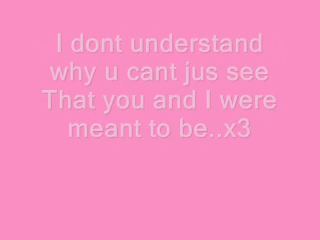 I dont understand
why u cant jus see
That you and I were
meant to be..x3